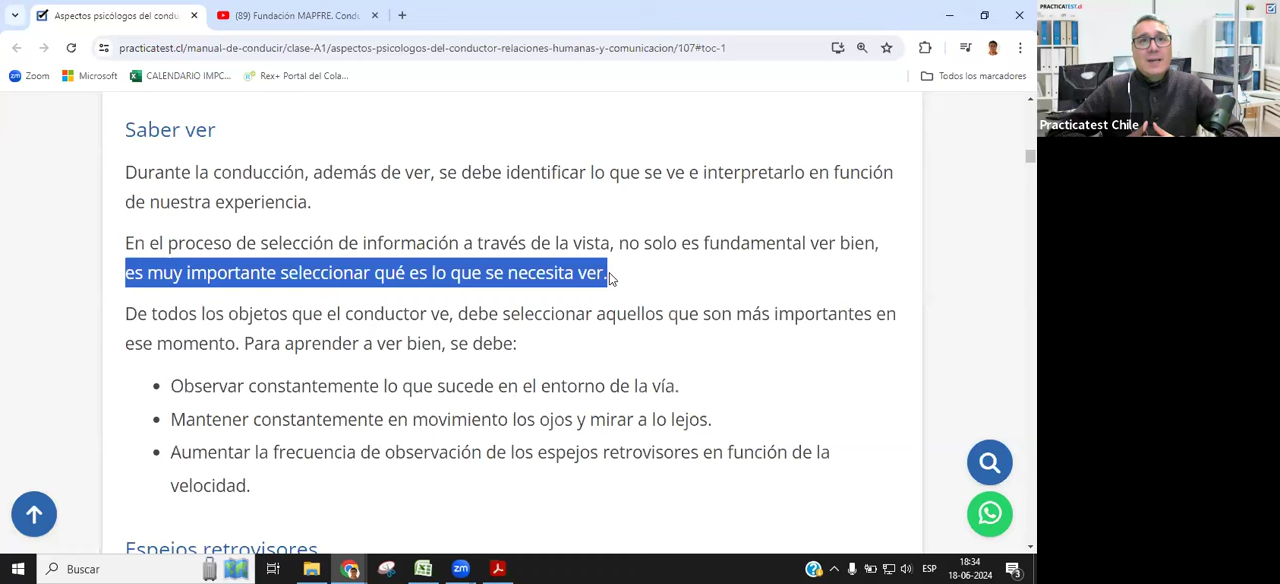 Aspectos psicólogos del condu
(89) Fundación MAPFRE. C
practicatest.cl/manual-de-conducir/clase-A1/aspectos-psicologos-del-conductor-relaciones-humanas-y-comunicacion/107#toc-1
Zoom
Microsoft
CALENDARIO IMPC...
Rex+ Portal del Cola...
Todos los marcadores
PRACTICATEST.cl
Practicatest Chile
Saber ver
Durante la conducción, además de ver, se debe identificar lo que se ve e interpretarlo en función
de nuestra experiencia.
En el proceso de selección de información a través de la vista, no solo es fundamental ver bien,
es muy importante seleccionar qué es lo que se necesita ver.
De todos los objetos que el conductor ve, debe seleccionar aquellos que son más importantes en
ese momento. Para aprender a ver bien, se debe:
• Observar constantemente lo que sucede en el entorno de la vía.
• Mantener constantemente en movimiento los ojos y mirar a lo lejos.
• Aumentar la frecuencia de observación de los espejos retrovisores en función de la
velocidad.
Espejos retrovisores
Buscar
zm
ESP
18:34
18-06-2024
3